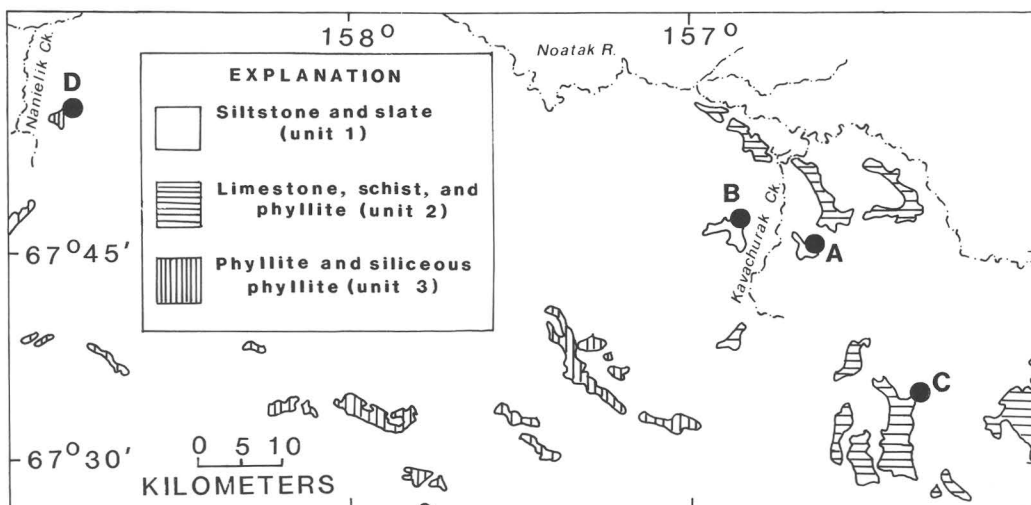 158°
157°
Nanielik Ck.
Noatak R.
D
EXPLANATION
Siltstone and slate
(unit 1)
Limestone, schist, and
phyllite (unit 2)
Phyllite and siliceous
phyllite (unit 3)
B
Kavachurak Ck.
A
67°45'
C
0 5 10
67°30'
KILOMETERS